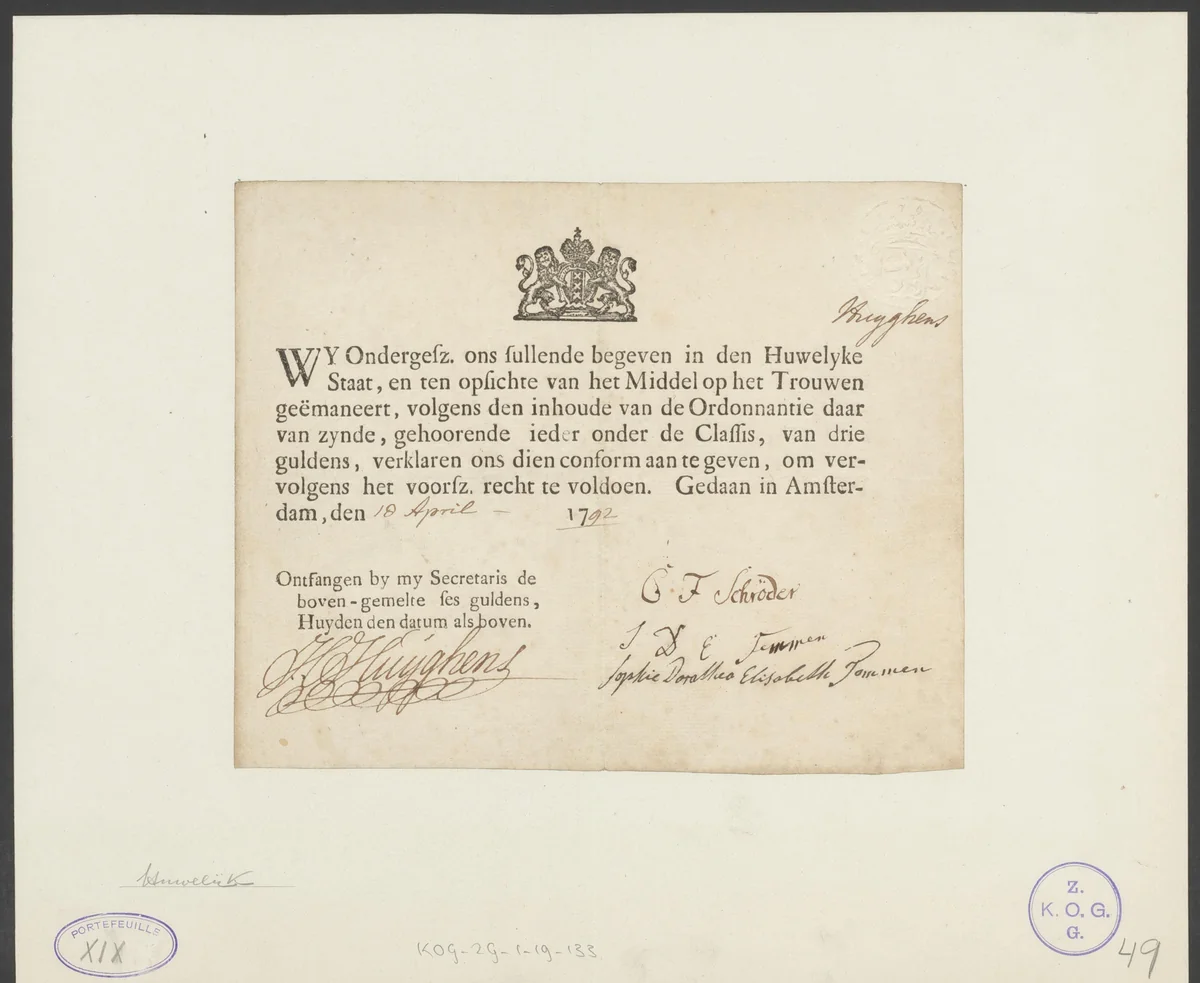 Huyghens
WY Ondergeſz. ons ſullende begeven in den Huwelyke
Staat, en ten opſichte van het Middel op het Trouwen
geëmaneert, volgens den inhoude van de Ordonnantie daar
van zynde, gehoorende ieder onder de Claſſis, van drie
guldens, verklaren ons dien conform aan te geven, om ver-
volgens het voorſz. recht te voldoen. Gedaan in Amſter-
dam, den 18 April – 1792
Ontfangen by my Secretaris de
boven-gemelte ſes guldens,
Huyden den datum als boven.
H Huyghens
C F Schröder
S D E Temmen
Sophie Dorathea Elisabeth Temmen
Huwelijk
PORTEFEUILLE
XIX
KOG-ZG-1-19-133
Z.
K. O. G.
G.
49